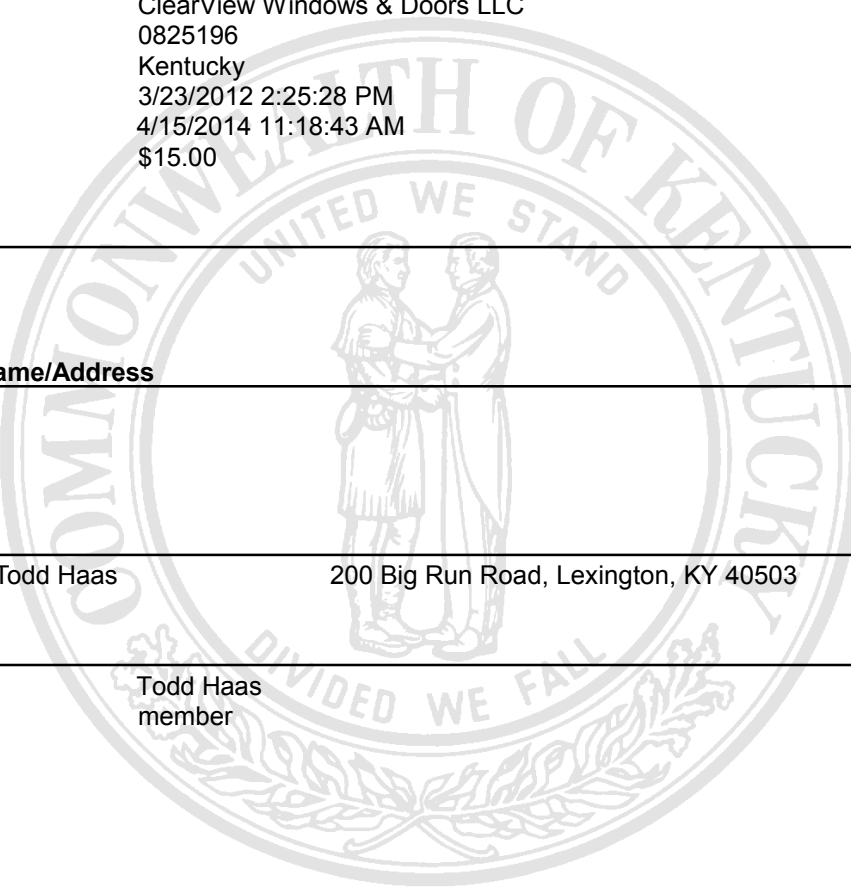 ClearView Windows & Doors LLC
0825196
Kentucky
3/23/2012 2:25:28 PM
4/15/2014 11:18:43 AM
$15.00
COMMONWEALTH OF KENTUCKY
UNITED WE STAND
ame/Address
Todd Haas 200 Big Run Road, Lexington, KY 40503
DIVIDED WE FALL
Todd Haas
member